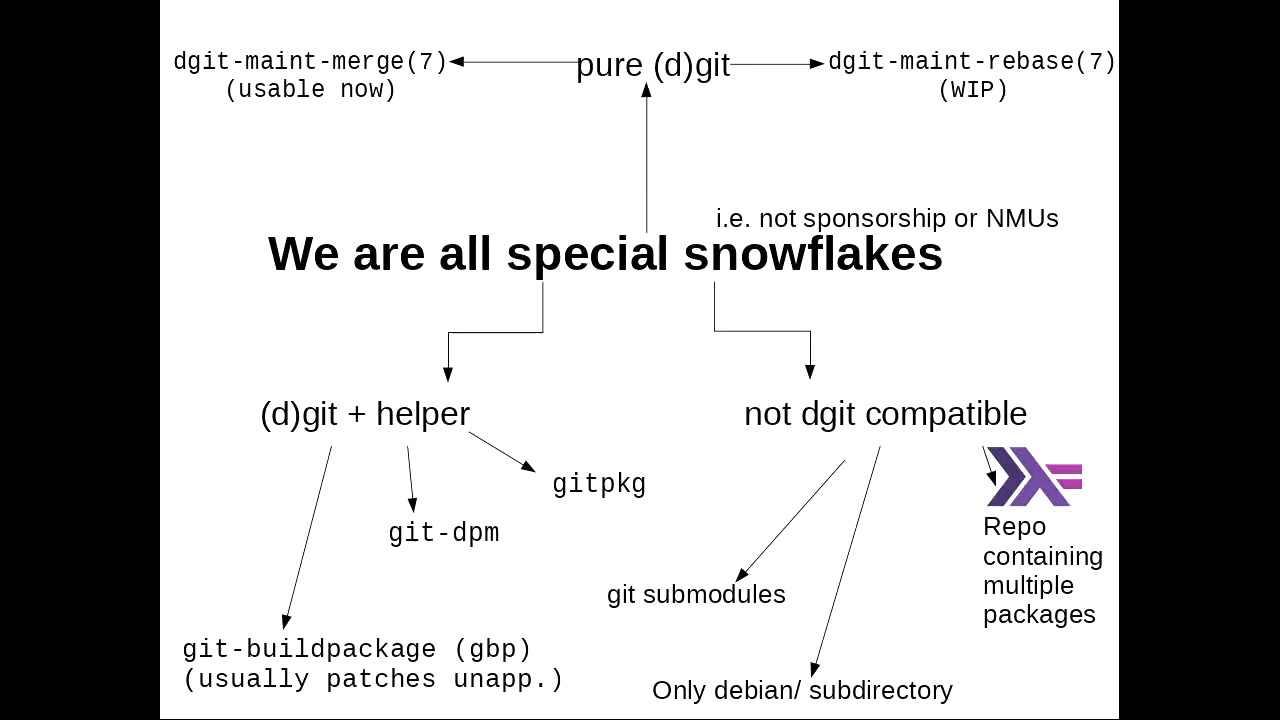 dgit-maint-merge(7)
(usable now)
pure (d)git
dgit-maint-rebase(7)
(WIP)
i.e. not sponsorship or NMUs
We are all special snowflakes
(d)git + helper
not dgit compatible
gitpkg
git-dpm
Repo
containing
multiple
packages
git submodules
git-buildpackage (gbp)
(usually patches unapp.)
Only debian/ subdirectory